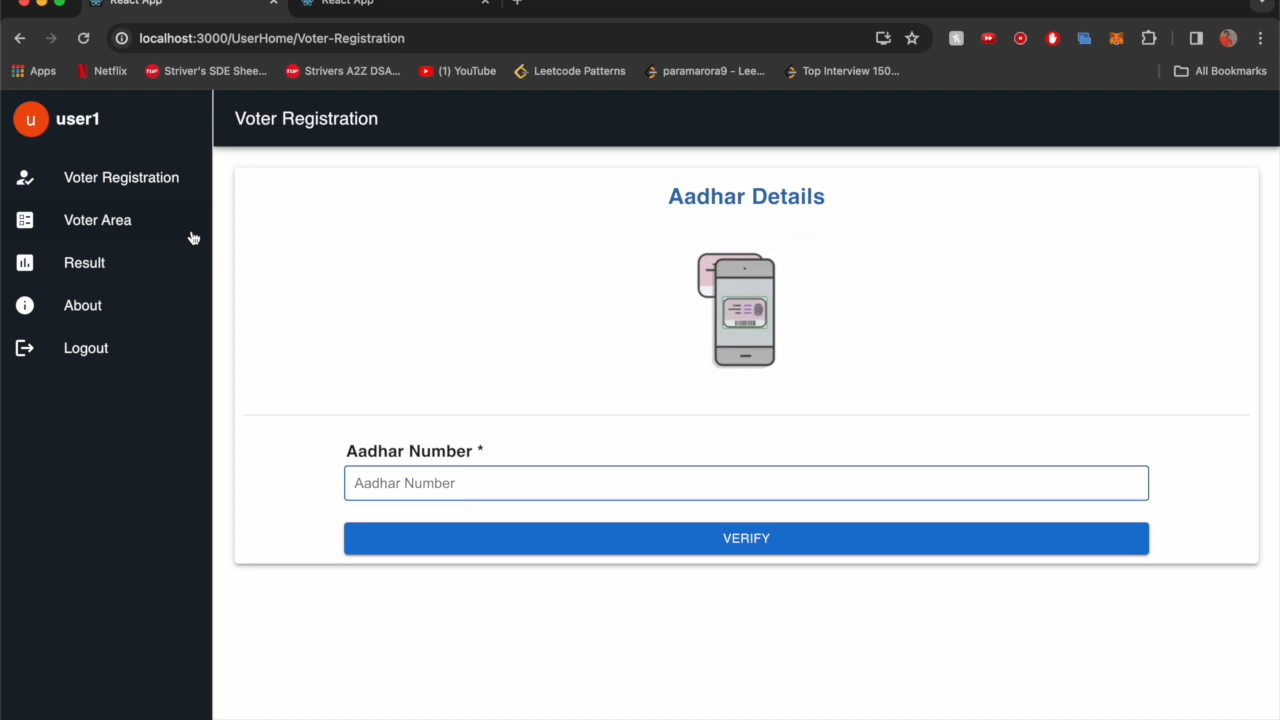 React App
React App
localhost:3000/UserHome/Voter-Registration
Apps Netflix Striver's SDE Shee... Strivers A2Z DSA... (1) YouTube Leetcode Patterns paramarora9 - Lee... Top Interview 150... All Bookmarks
u user1
Voter Registration
Voter Area
Result
About
Logout
Voter Registration
Aadhar Details
Aadhar Number *
Aadhar Number
VERIFY